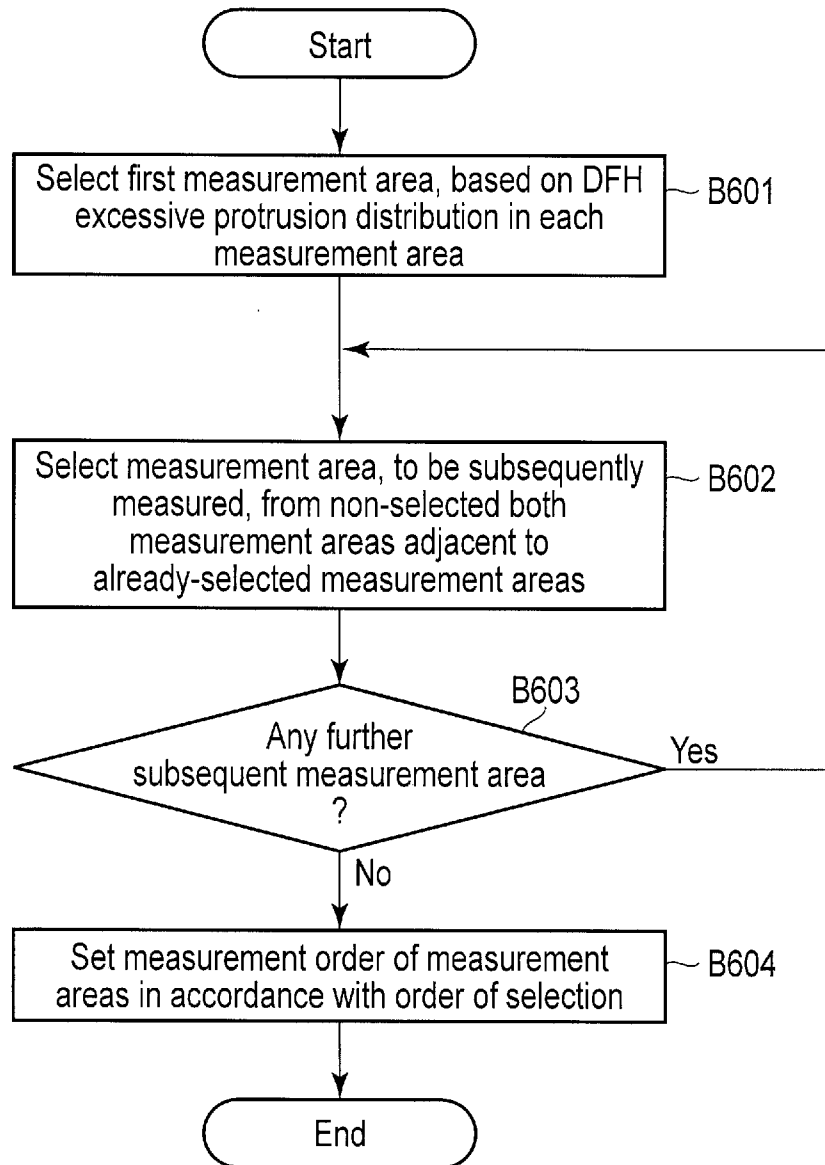 Start
Select first measurement area, based on DFH
excessive protrusion distribution in each
measurement area
B601
Select measurement area, to be subsequently
measured, from non-selected both
measurement areas adjacent to
already-selected measurement areas
B602
B603
Any further
subsequent measurement area
?
Yes
No
Set measurement order of measurement
areas in accordance with order of selection
B604
End